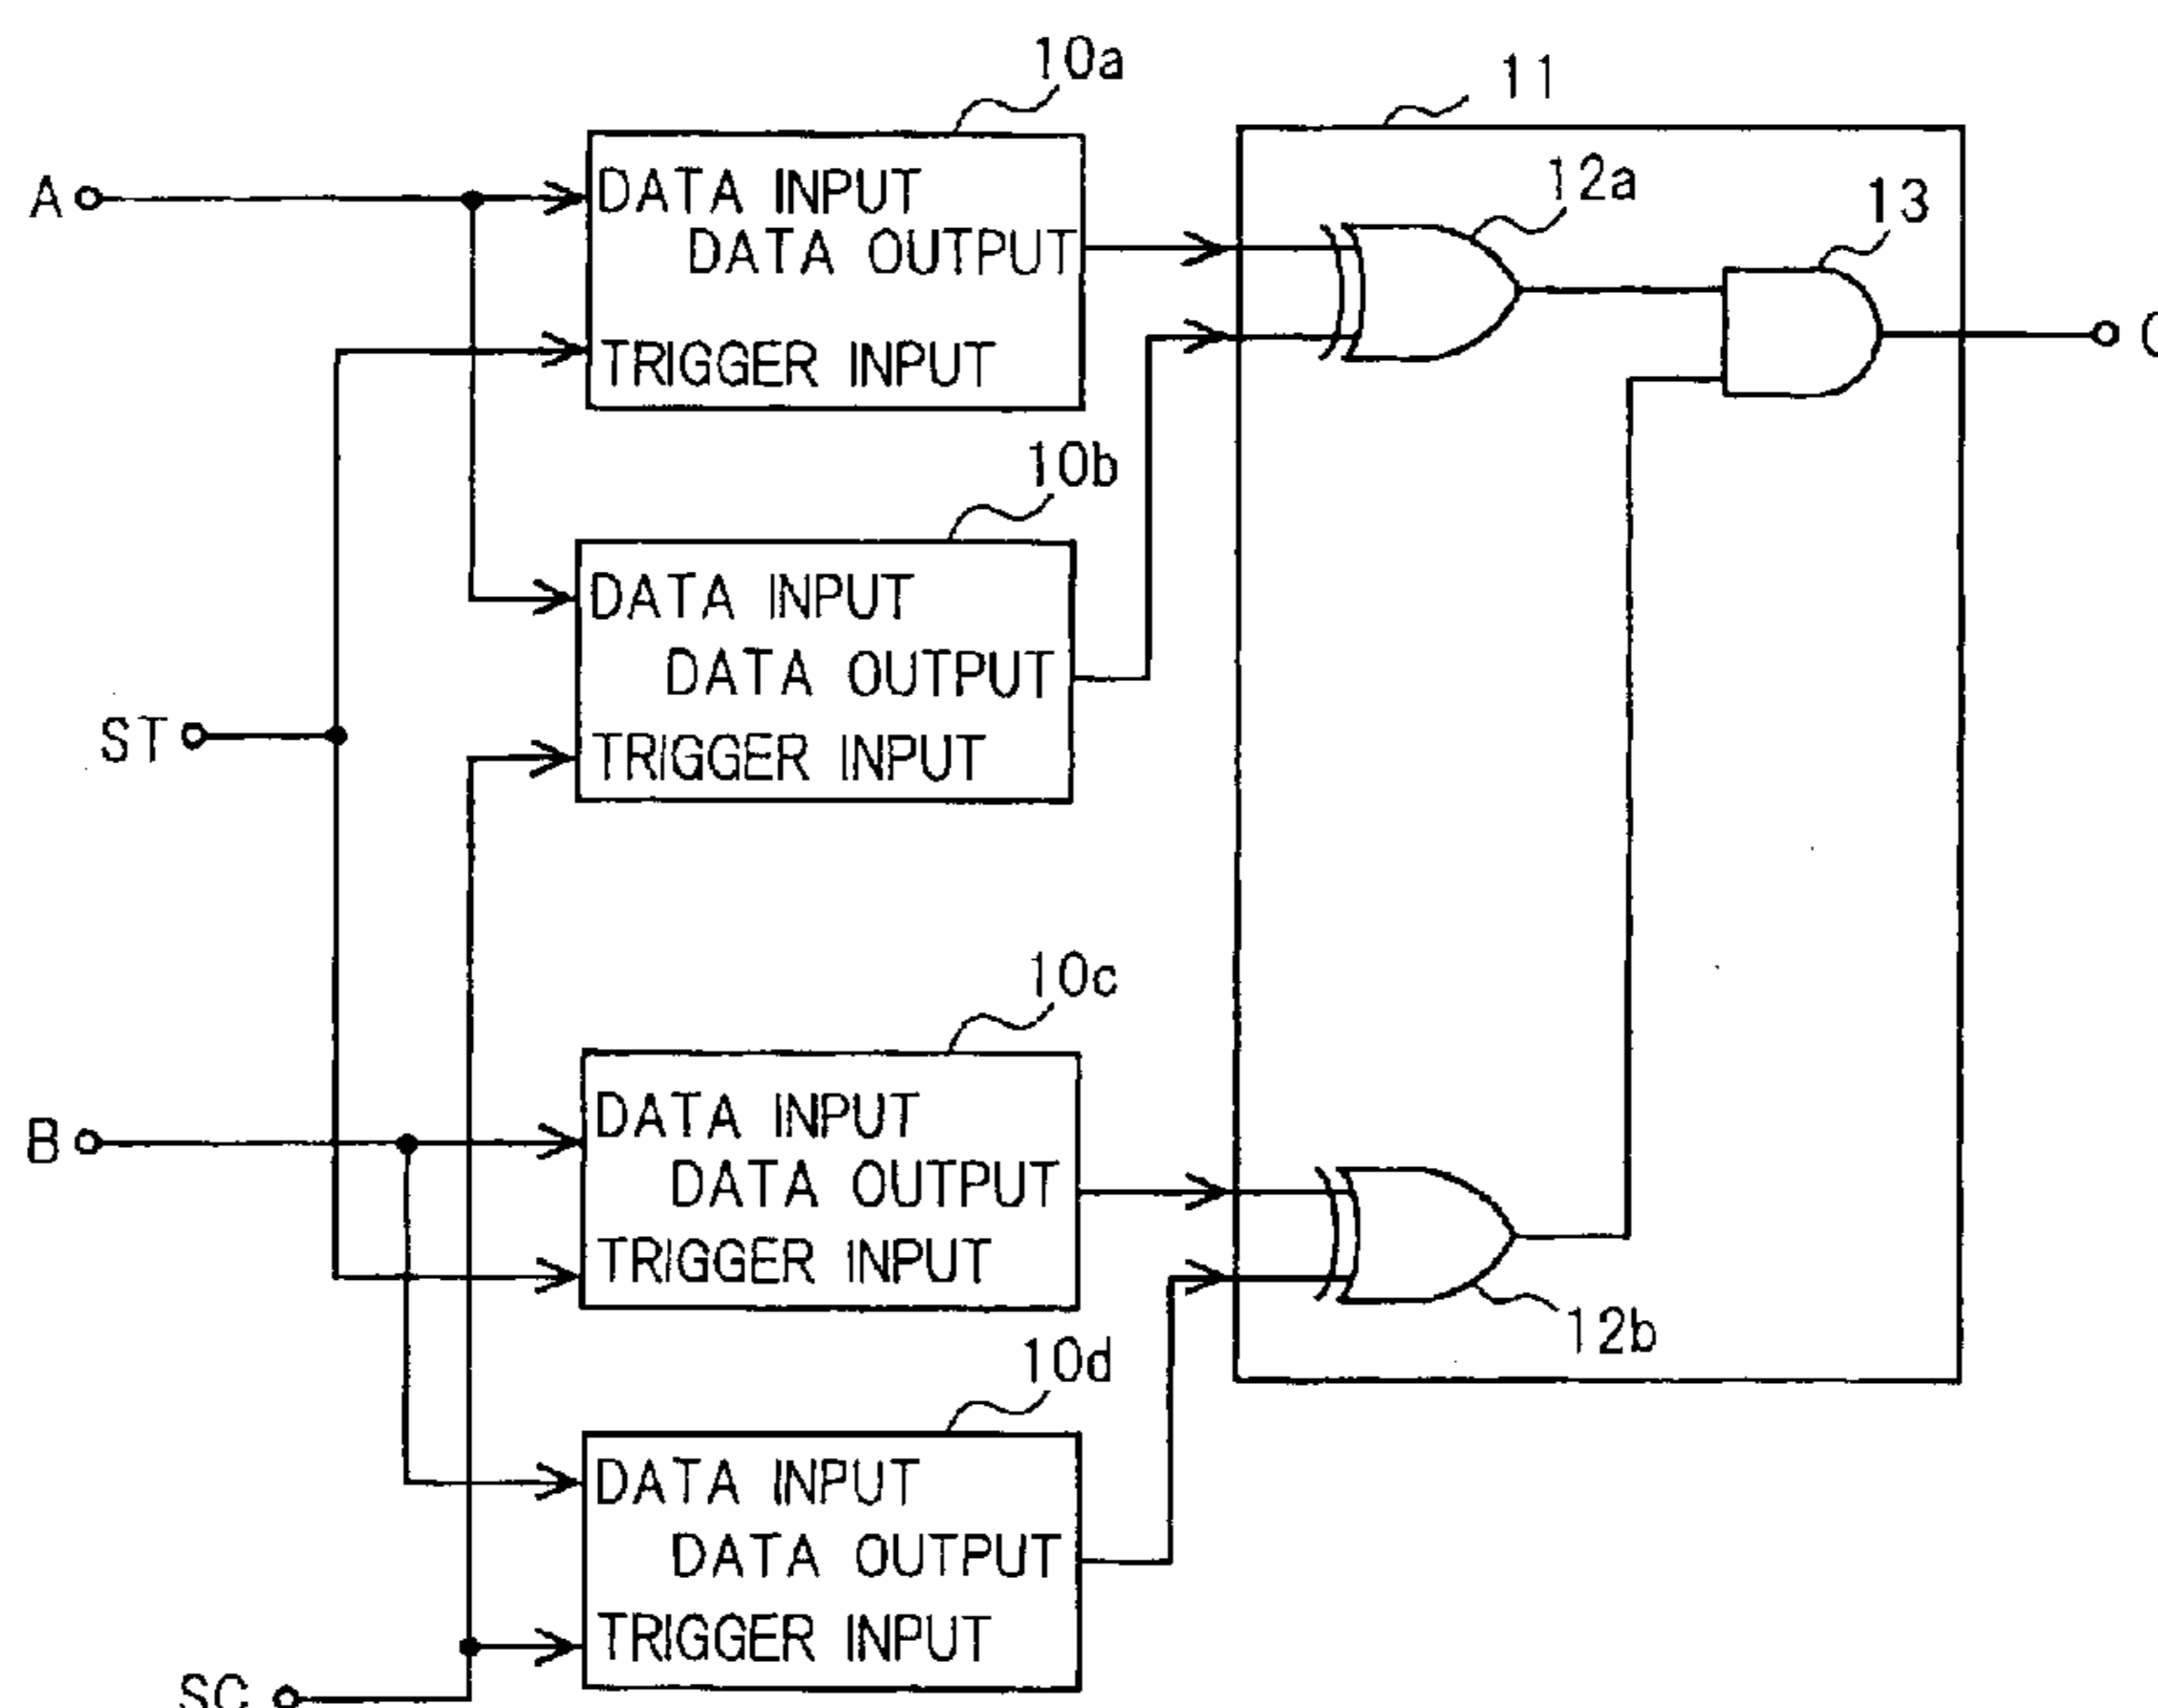 10a
11
A
DATA INPUT
DATA OUTPUT
TRIGGER INPUT
12a
13
10b
DATA INPUT
DATA OUTPUT
TRIGGER INPUT
ST
10c
B
DATA INPUT
DATA OUTPUT
TRIGGER INPUT
12b
10d
DATA INPUT
DATA OUTPUT
TRIGGER INPUT
SC